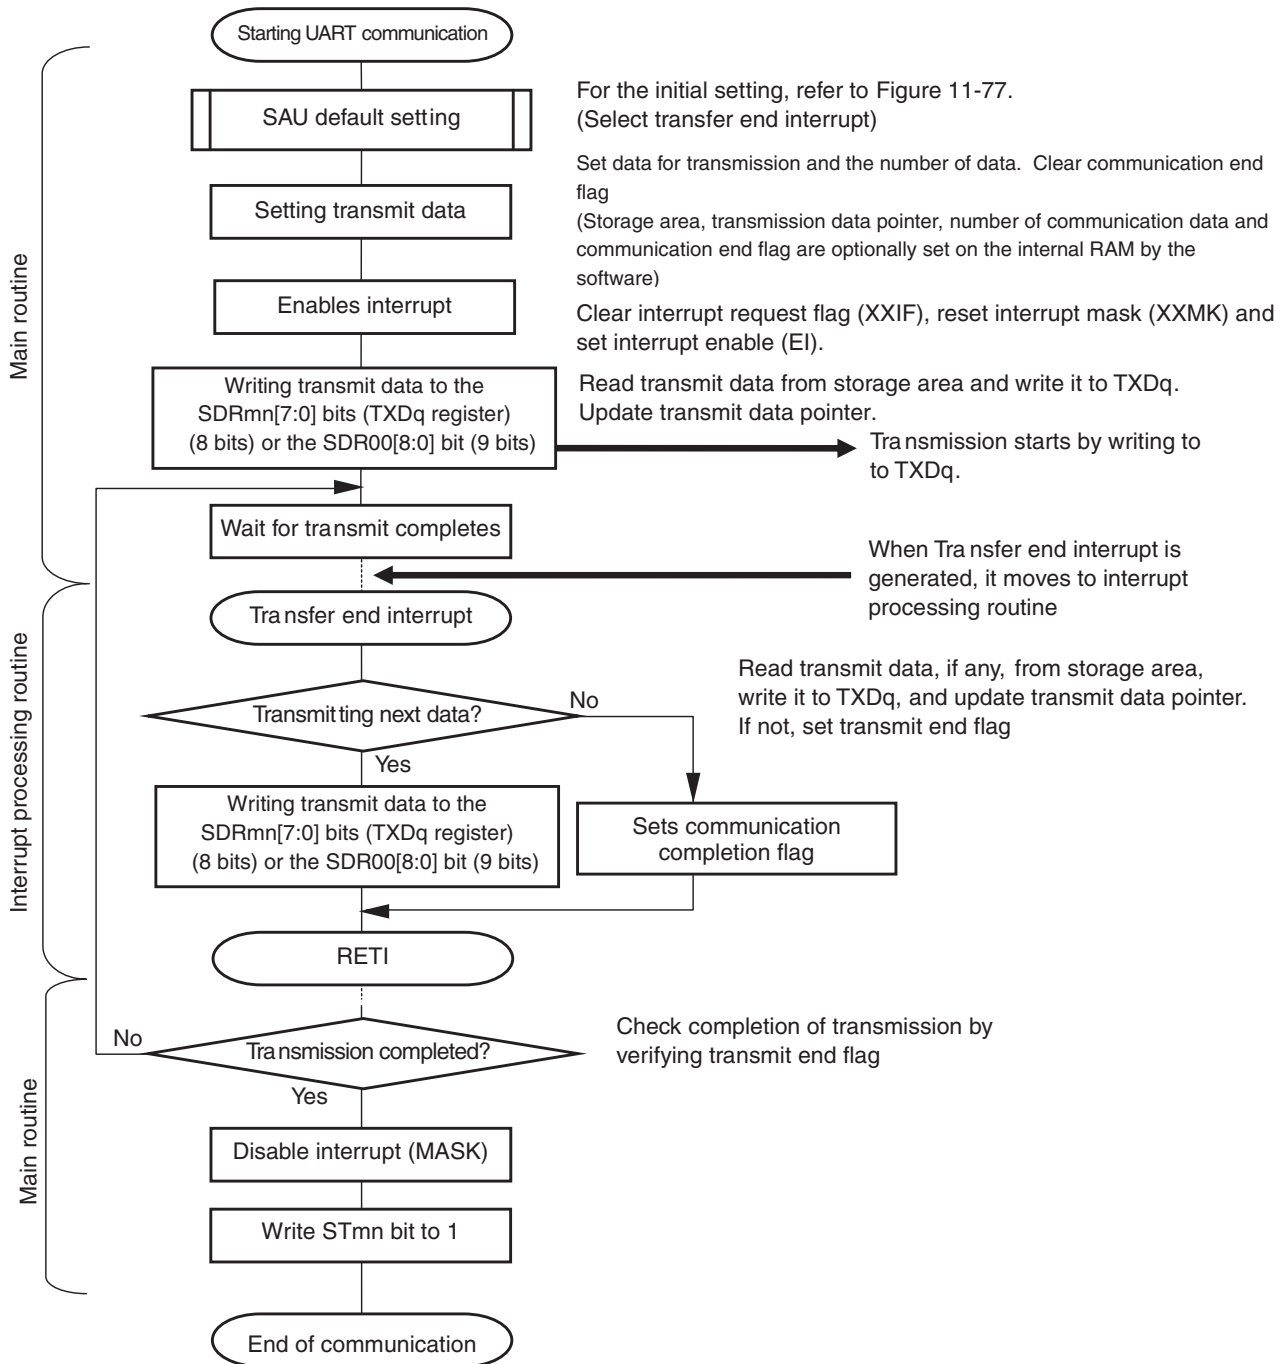 Starting UART communication
SAU default setting
For the initial setting, refer to Figure 11-77.
(Select transfer end interrupt)
Setting transmit data
Set data for transmission and the number of data.  Clear communication end
flag
(Storage area, transmission data pointer, number of communication data and
communication end flag are optionally set on the internal RAM by the
software)
Enables interrupt
Clear interrupt request flag (XXIF), reset interrupt mask (XXMK) and
set interrupt enable (EI).
Main routine
Writing transmit data to the
SDRmn[7:0] bits (TXDq register)
(8 bits) or the SDR00[8:0] bit (9 bits)
Read transmit data from storage area and write it to TXDq.
Update transmit data pointer.
Transmission starts by writing to
to TXDq.
Wait for transmit completes
When Transfer end interrupt is
generated, it moves to interrupt
processing routine
Transfer end interrupt
Read transmit data, if any, from storage area,
write it to TXDq, and update transmit data pointer.
If not, set transmit end flag
Transmitting next data?
No
Yes
Interrupt processing routine
Writing transmit data to the
SDRmn[7:0] bits (TXDq register)
(8 bits) or the SDR00[8:0] bit (9 bits)
Sets communication
completion flag
RETI
No
Transmission completed?
Check completion of transmission by
verifying transmit end flag
Yes
Main routine
Disable interrupt (MASK)
Write STmn bit to 1
End of communication